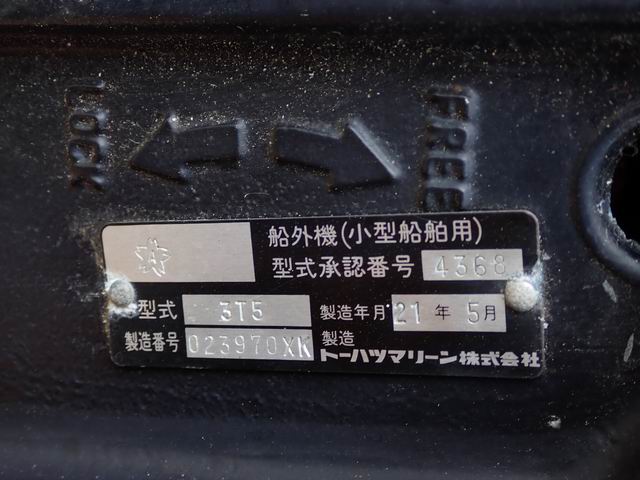 LOCK
FREE
船外機(小型船舶用)
型式承認番号 4368
型式 3T5
製造年月 21年 5月
製造番号 023970XK
製造
トーハツマリーン株式会社